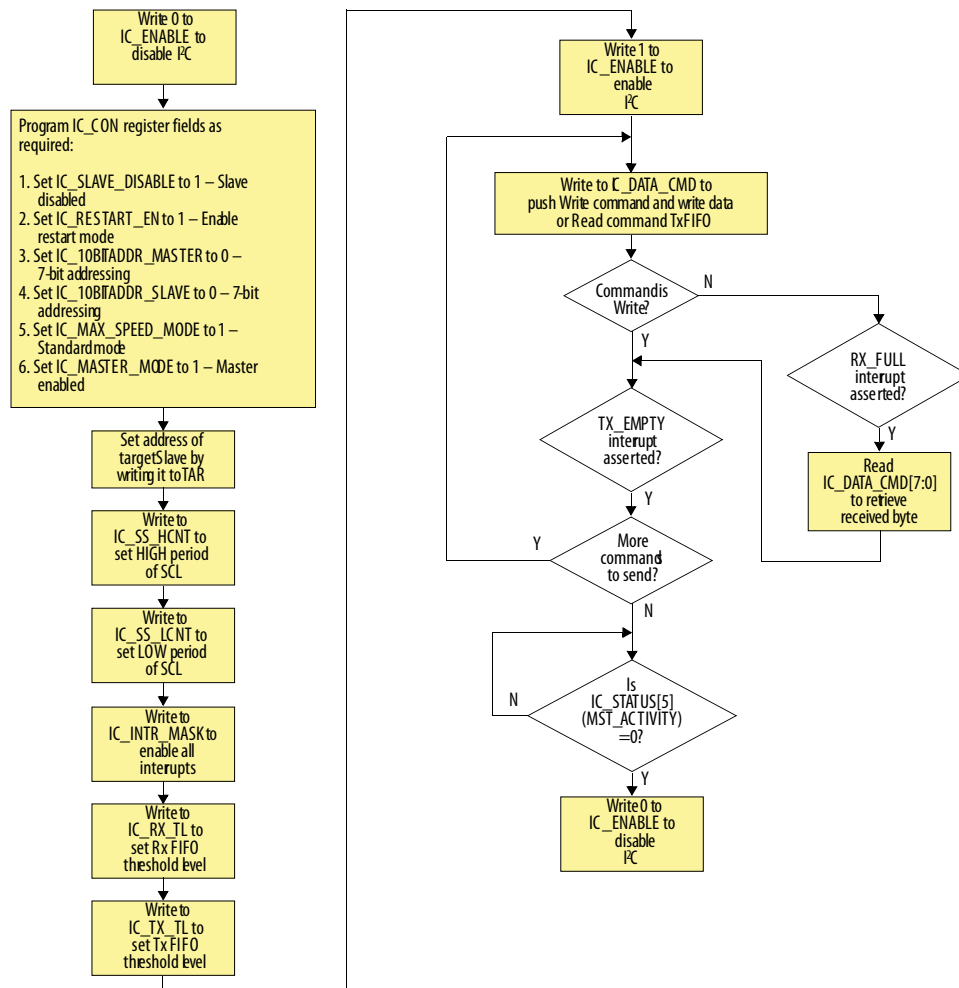 Write 0 to
IC_ENABLE to
disable I²C
Program IC_CON register fields as
required:
1. Set IC_SLAVE_DISABLE to 1 – Slave
disabled
2. Set IC_RESTART_EN to 1 – Enable
restart mode
3. Set IC_10BITADDR_MASTER to 0 –
7-bit addressing
4. Set IC_10BITADDR_SLAVE to 0 – 7-bit
addressing
5. Set IC_MAX_SPEED_MODE to 1 –
Standard mode
6. Set IC_MASTER_MODE to 1 – Master
enabled
Set address of
target Slave by
writing it to TAR
Write to
IC_SS_HCNT to
set HIGH period
of SCL
Write to
IC_SS_LCNT to
set LOW period
of SCL
Write to
IC_INTR_MASK to
enable all
interrupts
Write to
IC_RX_TL to
set Rx FIFO
threshold level
Write to
IC_TX_TL to
set Tx FIFO
threshold level
Write 1 to
IC_ENABLE to
enable
I²C
Write to IC_DATA_CMD to
push Write command and write data
or Read command TxFIFO
Command is
Write?
N
Y
RX_FULL
interrupt
asserted?
Y
Read
IC_DATA_CMD[7:0]
to retrieve
received byte
TX_EMPTY
interrupt
asserted?
Y
More
commands
to send?
Y
N
Is
IC_STATUS[5]
(MST_ACTIVITY)
=0?
N
Y
Write 0 to
IC_ENABLE to
disable
I²C